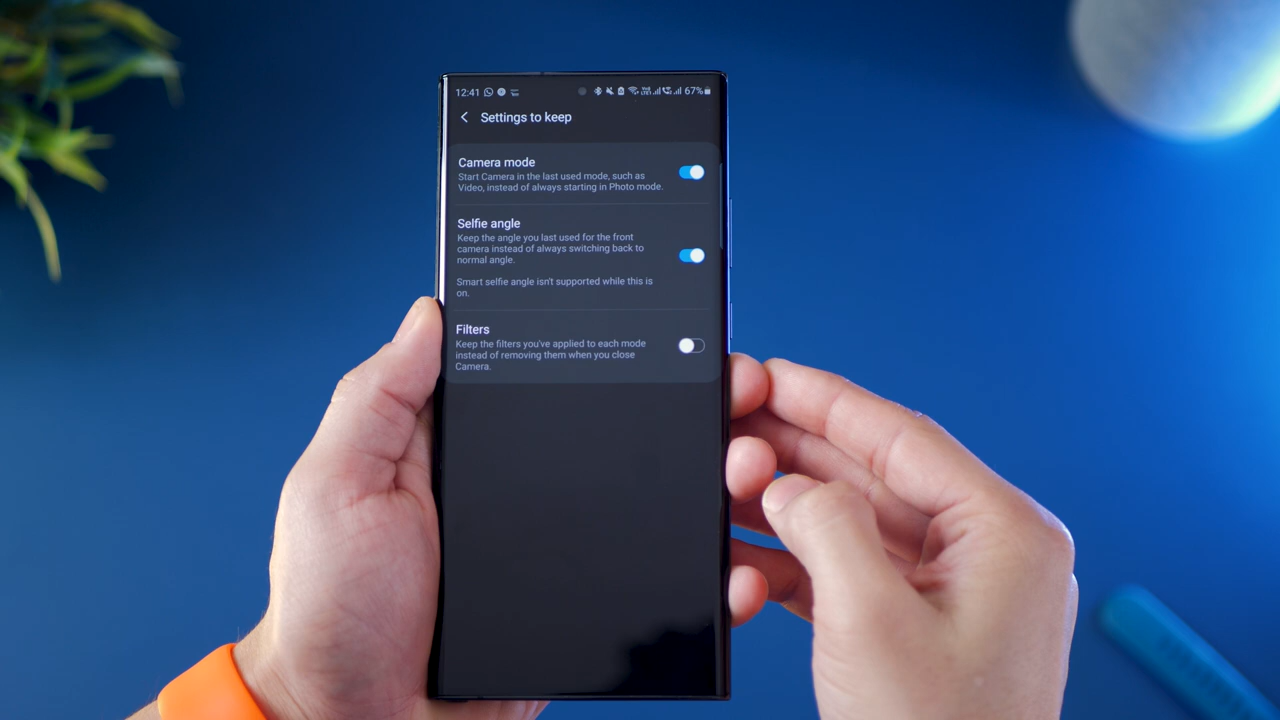 12:41 67%
Settings to keep
Camera mode
Start Camera in the last used mode, such as
Video, instead of always starting in Photo mode.
Selfie angle
Keep the angle you last used for the front
camera instead of always switching back to
normal angle.
Smart selfie angle isn't supported while this is
on.
Filters
Keep the filters you've applied to each mode
instead of removing them when you close
Camera.